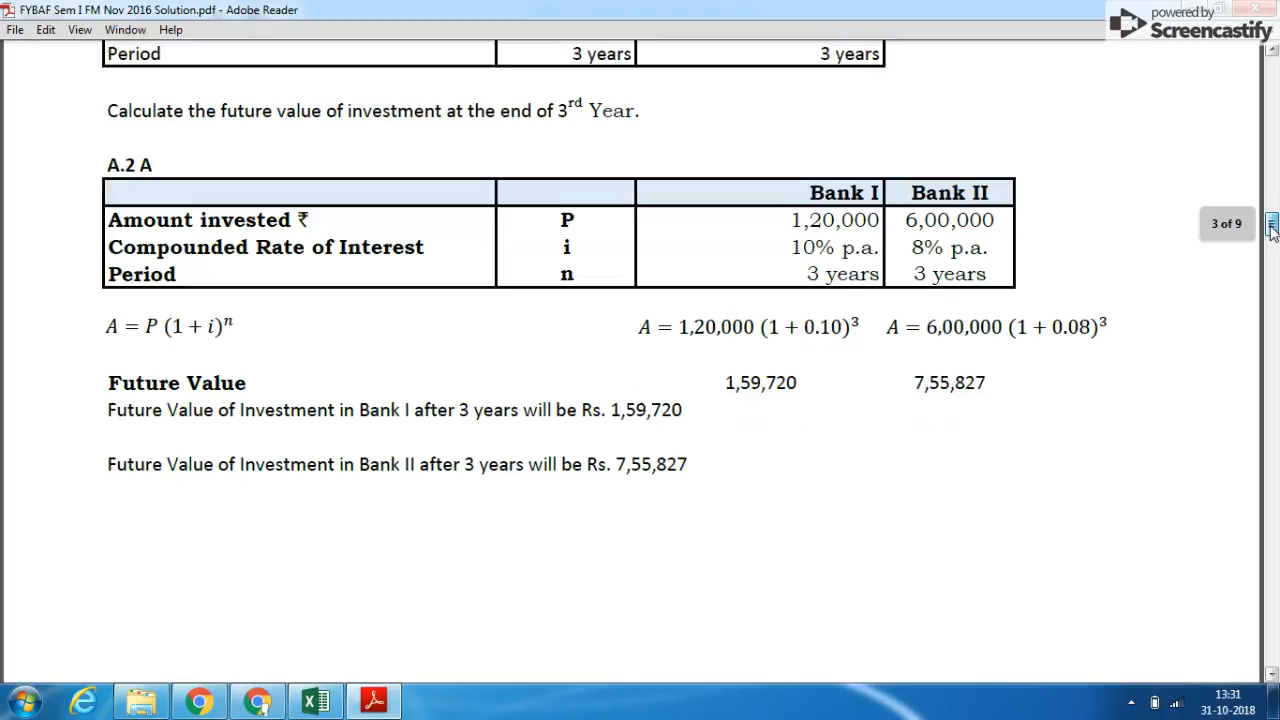 FYBAF Sem I FM Nov 2016 Solution.pdf - Adobe Reader
File Edit View Window Help
powered by
Screencastify
Period 3 years 3 years
Calculate the future value of investment at the end of 3rd Year.
A.2 A
Bank I Bank II
Amount invested ₹ P 1,20,000 6,00,000
Compounded Rate of Interest i 10% p.a. 8% p.a.
Period n 3 years 3 years
3 of 9
A = P (1 + i)^n A = 1,20,000 (1 + 0.10)^3 A = 6,00,000 (1 + 0.08)^3
Future Value 1,59,720 7,55,827
Future Value of Investment in Bank I after 3 years will be Rs. 1,59,720
Future Value of Investment in Bank II after 3 years will be Rs. 7,55,827
13:31
31-10-2018